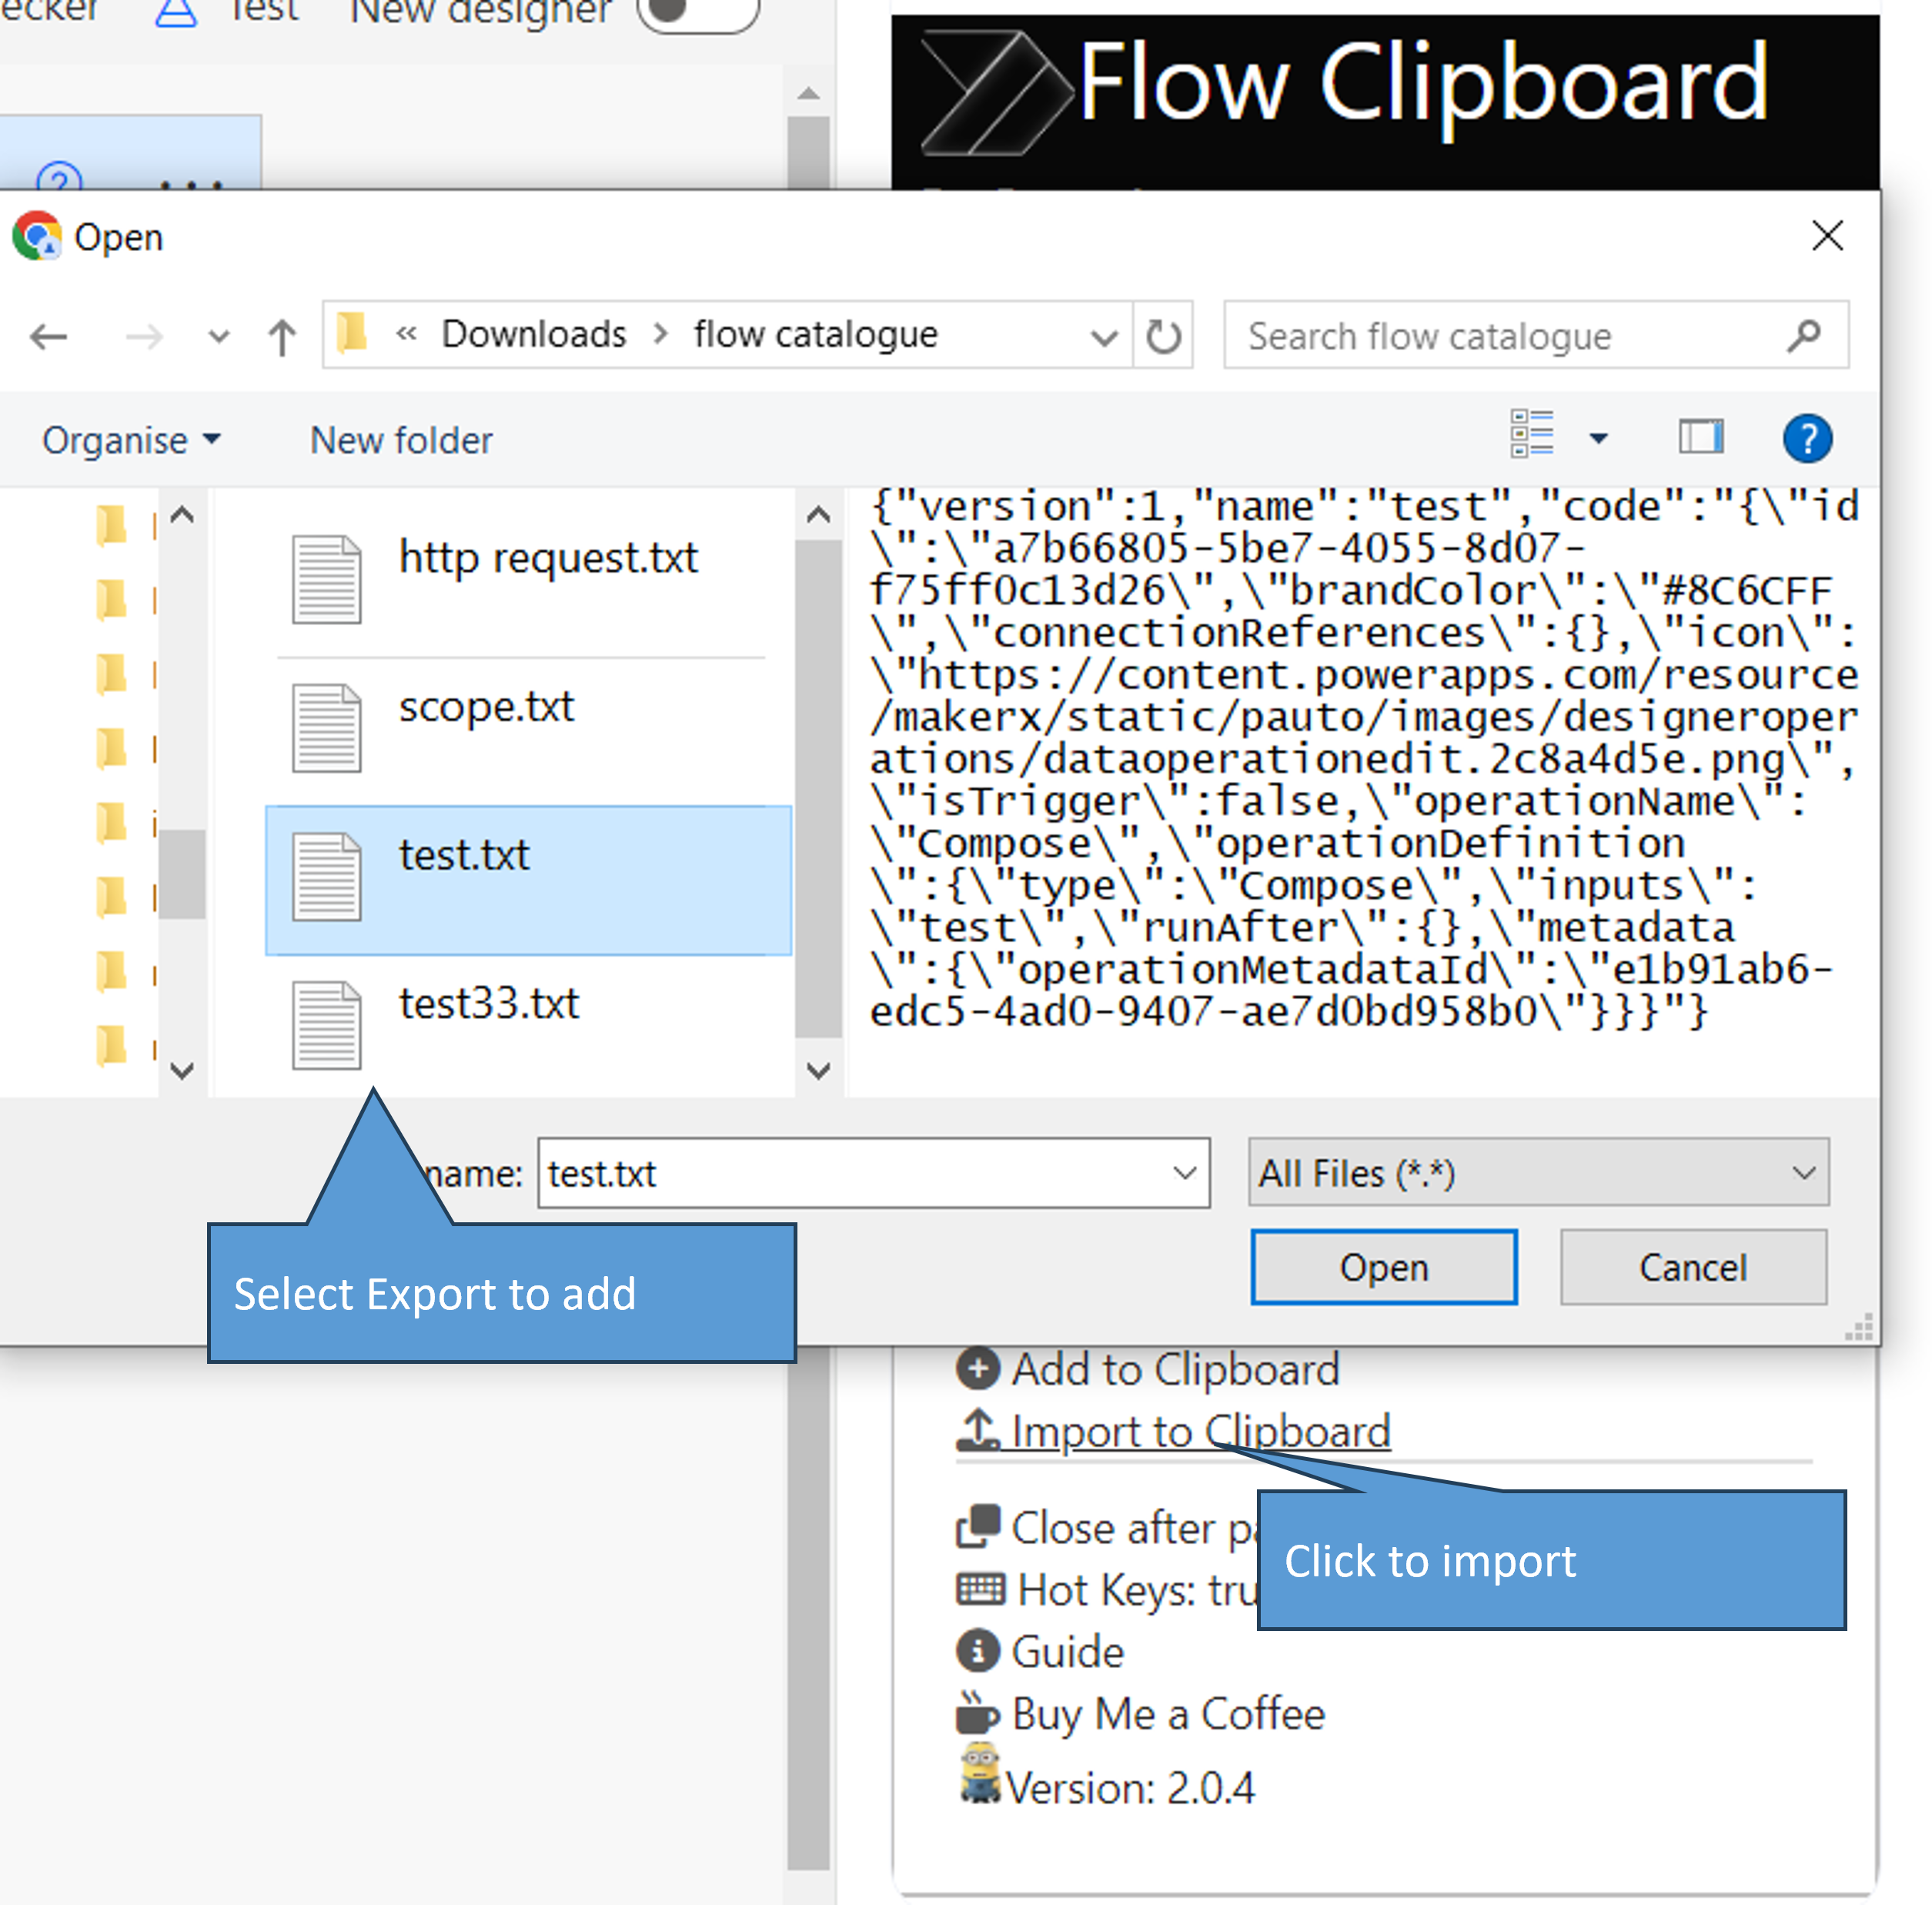 Test New designer
Flow Clipboard
Open
« Downloads > flow catalogue
Search flow catalogue
Organise
New folder
http request.txt
scope.txt
test.txt
test33.txt
{"version":1,"name":"test","code":"{\"id
\":\"a7b66805-5be7-4055-8d07-
f75ff0c13d26\",\"brandColor\":\"#8C6CFF
\",\"connectionReferences\":{},\"icon\":
\"https://content.powerapps.com/resource
/makerx/static/pauto/images/designeroper
ations/dataoperationedit.2c8a4d5e.png\",
\"isTrigger\":false,\"operationName\":
\"Compose\",\"operationDefinition
\":{\"type\":\"Compose\",\"inputs\":
\"test\",\"runAfter\":{},\"metadata
\":{\"operationMetadataId\":\"e1b91ab6-
edc5-4ad0-9407-ae7d0bd958b0\"}}}"}
name: test.txt
All Files (*.*)
Open
Cancel
Select Export to add
Add to Clipboard
Import to Clipboard
Close after
Click to import
Hot Keys:
Guide
Buy Me a Coffee
Version: 2.0.4